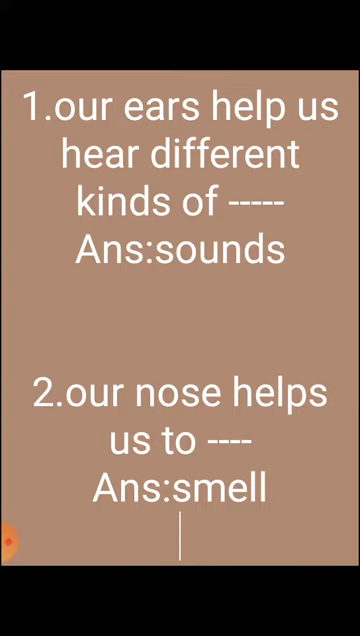 1.our ears help us
hear different
kinds of -----
Ans:sounds
2.our nose helps
us to ----
Ans:smell